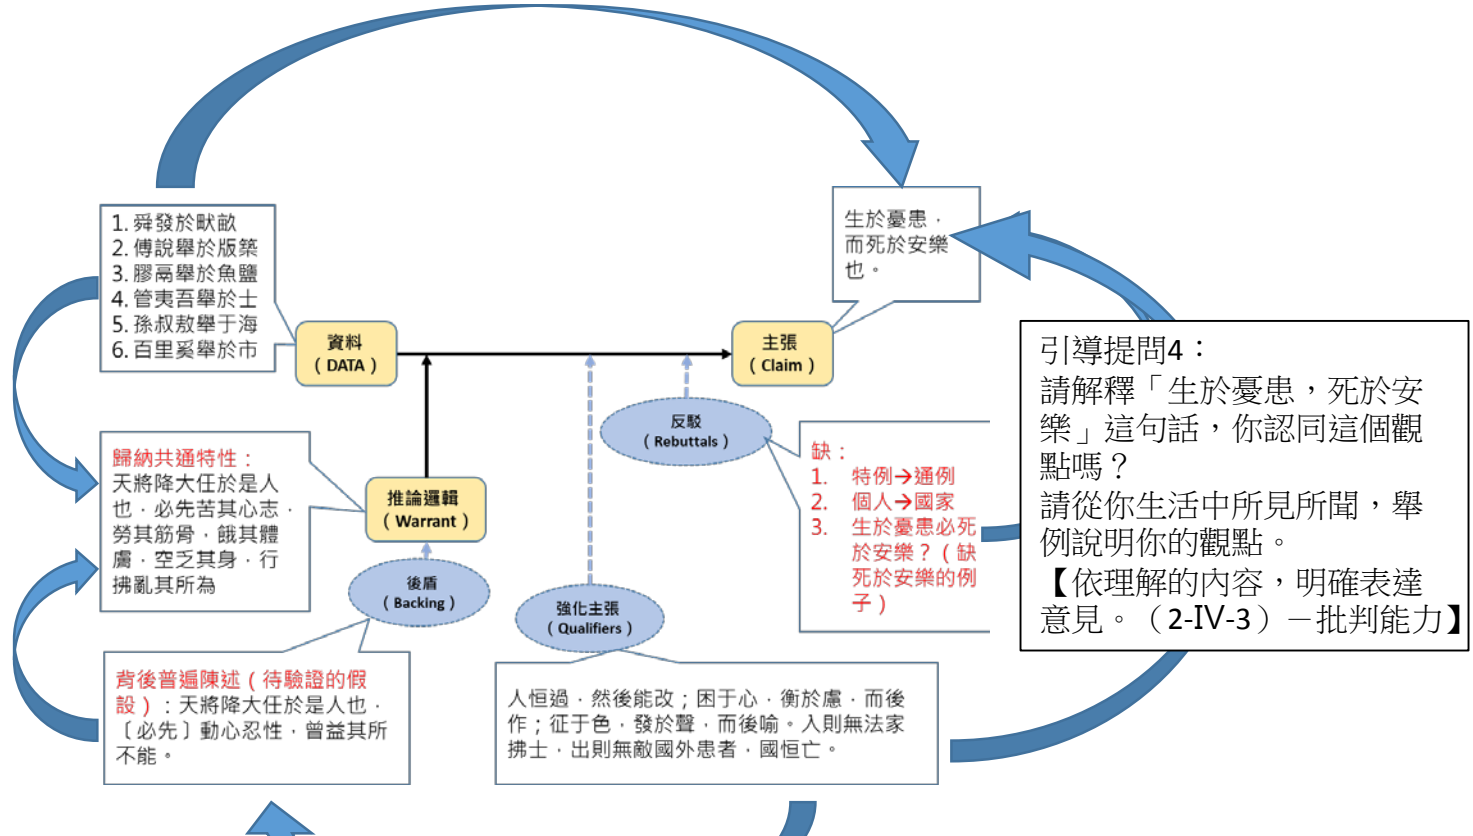 1. 舜發於畎畝
2. 傅說舉於版築
3. 膠鬲舉於魚鹽
4. 管夷吾舉於士
5. 孫叔敖舉于海
6. 百里奚舉於市
資料
（DATA）
生於憂患，
而死於安樂
也。
主張
（Claim）
引導提問4：
請解釋「生於憂患，死於安
樂」這句話，你認同這個觀
點嗎？
請從你生活中所見所聞，舉
例說明你的觀點。
【依理解的內容，明確表達
意見。（2-IV-3）－批判能力】
反駁
（Rebuttals）
缺：
1. 特例→通例
2. 個人→國家
3. 生於憂患必死
於安樂？（缺
死於安樂的例
子）
歸納共通特性：
天將降大任於是人
也，必先苦其心志，
勞其筋骨，餓其體
膚，空乏其身，行
拂亂其所為
推論邏輯
（Warrant）
後盾
（Backing）
強化主張
（Qualifiers）
背後普遍陳述（待驗證的假
設）：天將降大任於是人也，
〔必先〕動心忍性，曾益其所
不能。
人恒過，然後能改；困于心，衡於慮，而後
作；征于色，發於聲，而後喻。入則無法家
拂士，出則無敵國外患者，國恒亡。